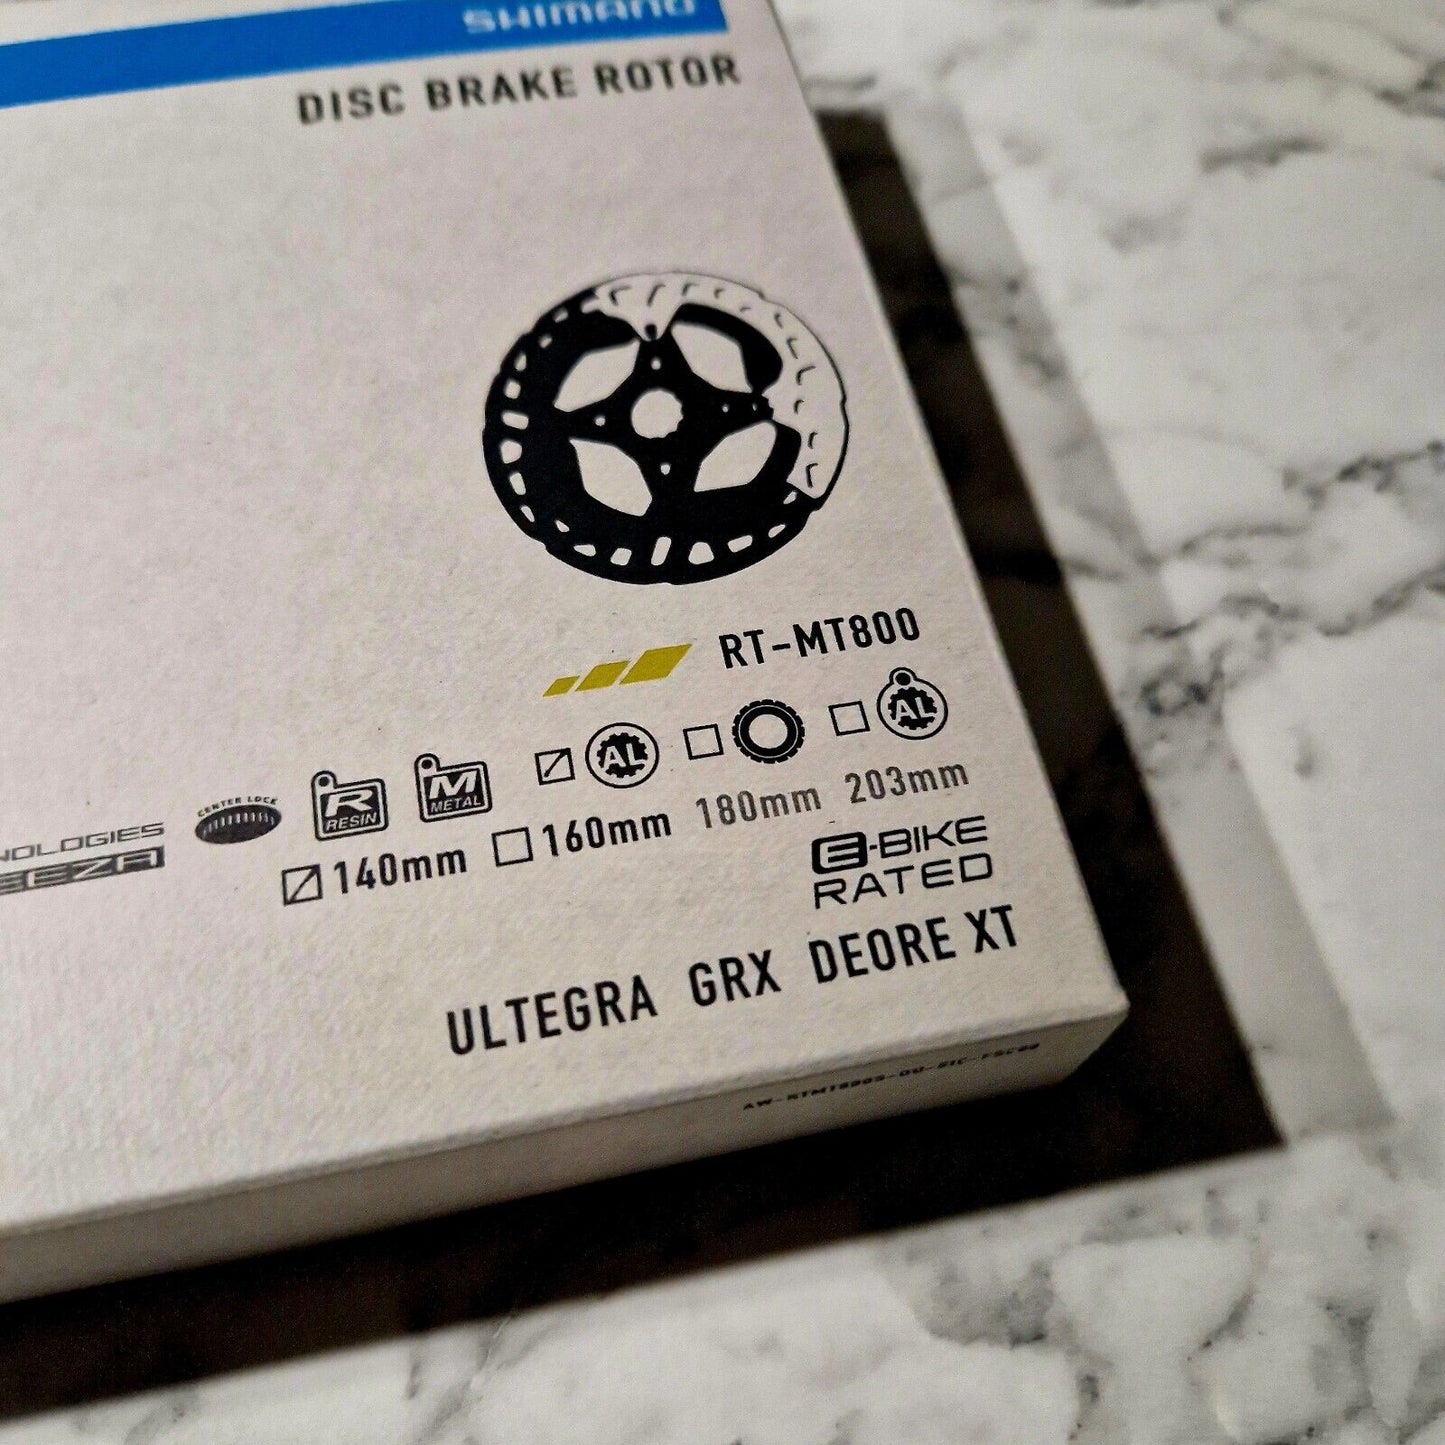 SHIMANO
DISC BRAKE ROTOR
RT-MT800
AL AL
CENTER LOCK R RESIN M METAL
140mm 160mm 180mm 203mm
E-BIKE
RATED
ULTEGRA GRX DEORE XT